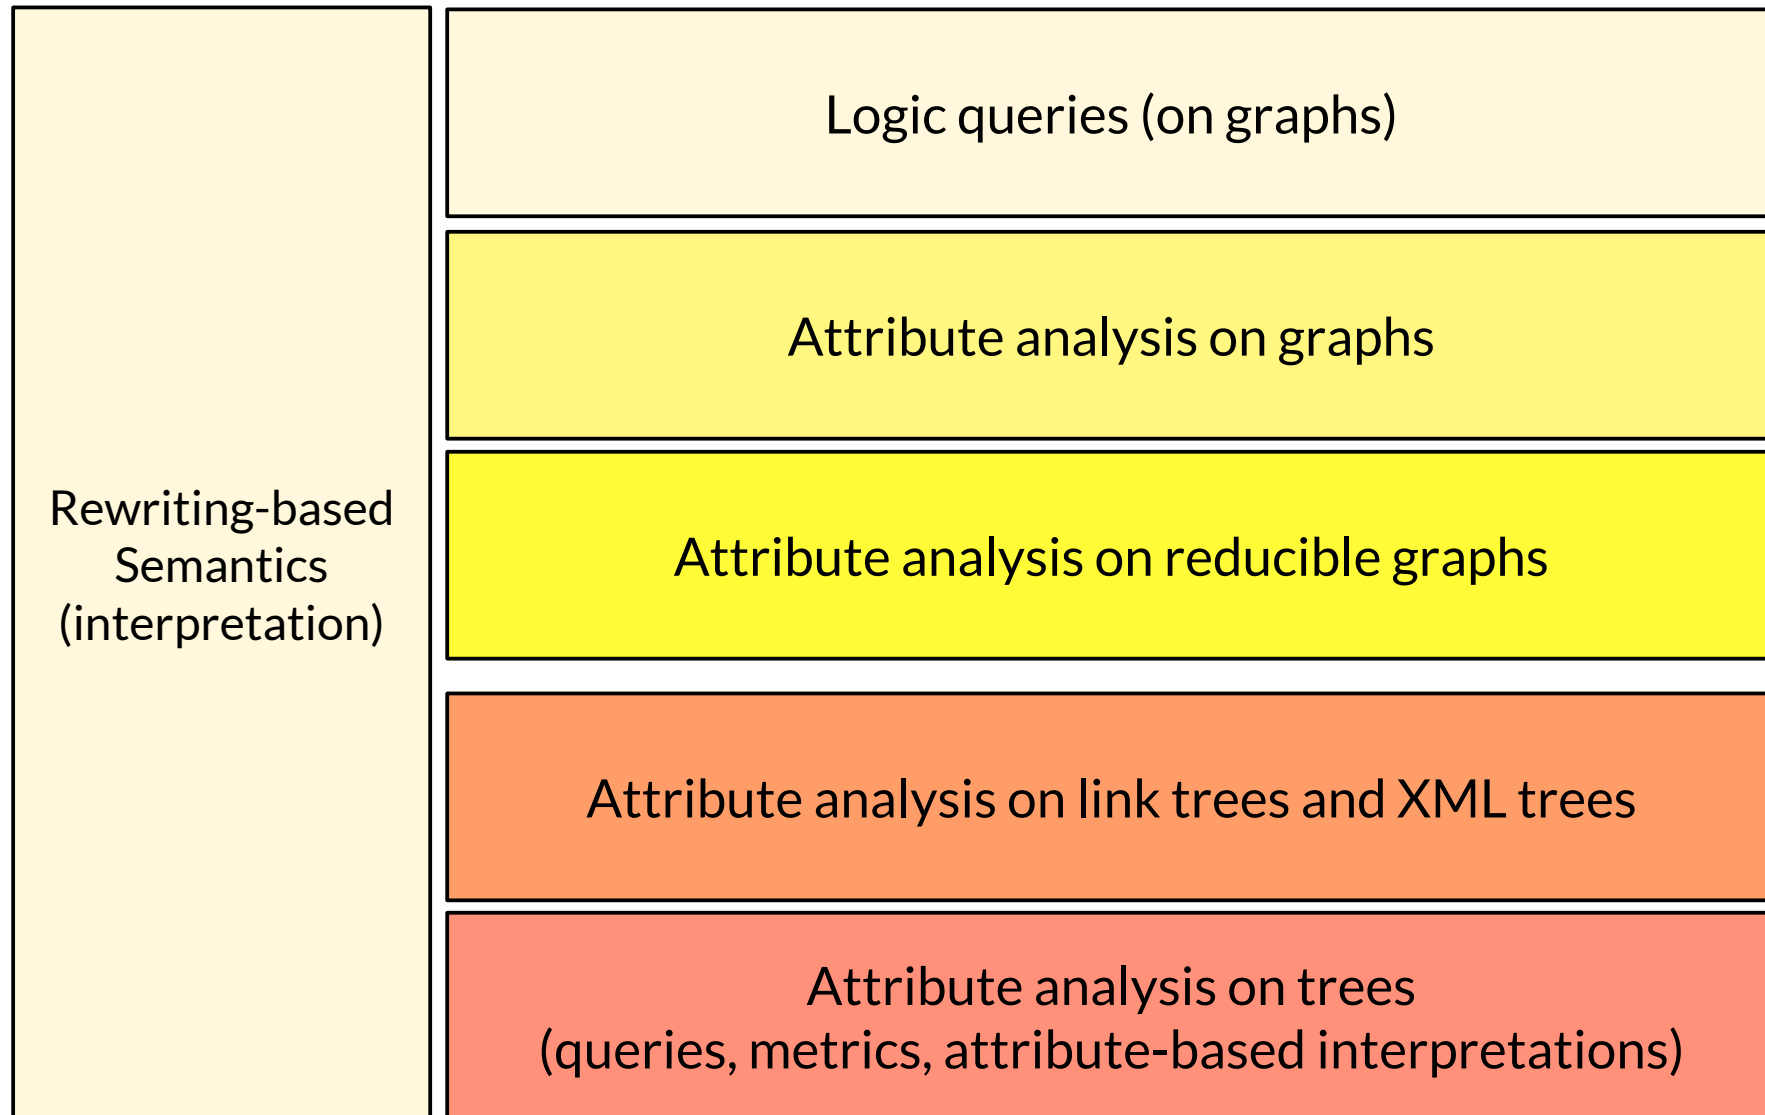 Rewriting-based
Semantics
(interpretation)
Logic queries (on graphs)
Attribute analysis on graphs
Attribute analysis on reducible graphs
Attribute analysis on link trees and XML trees
Attribute analysis on trees
(queries, metrics, attribute-based interpretations)